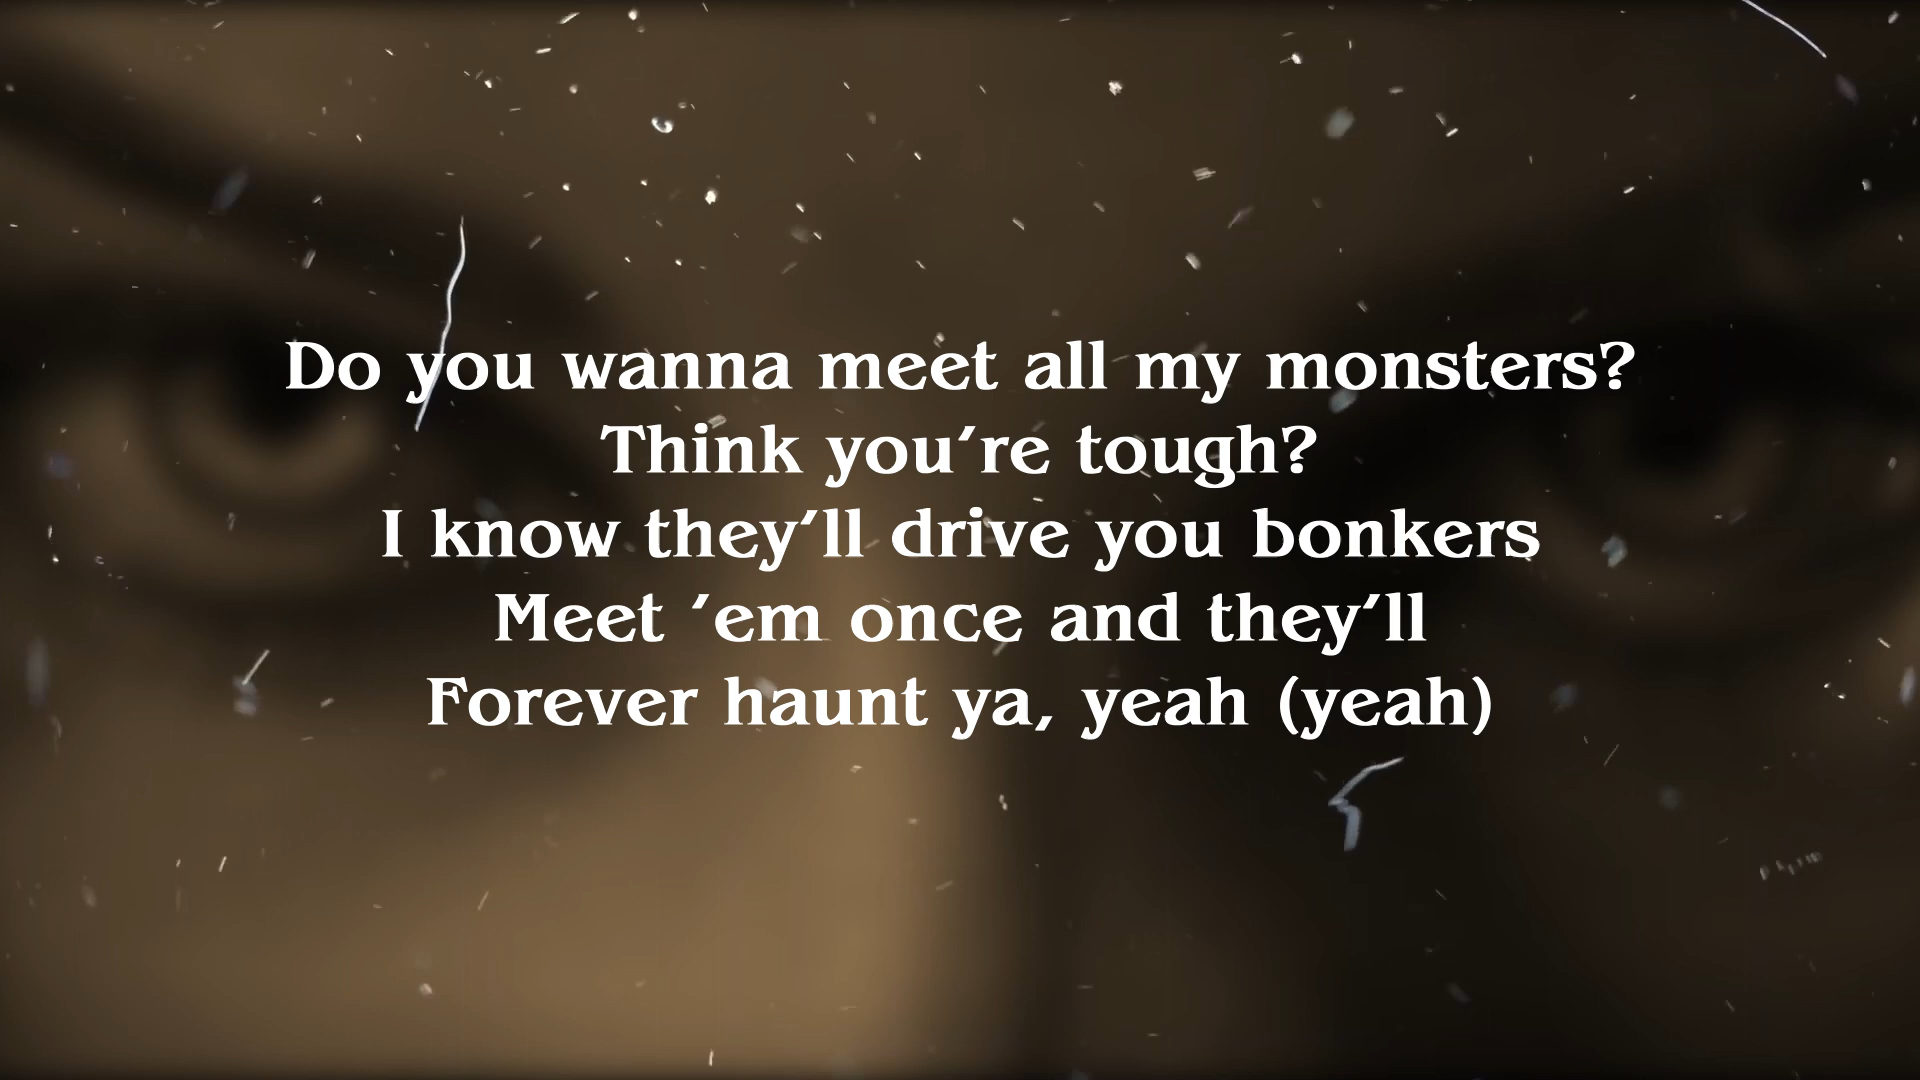 Do you wanna meet all my monsters?
Think you're tough?
I know they'll drive you bonkers
Meet 'em once and they'll
Forever haunt ya, yeah (yeah)